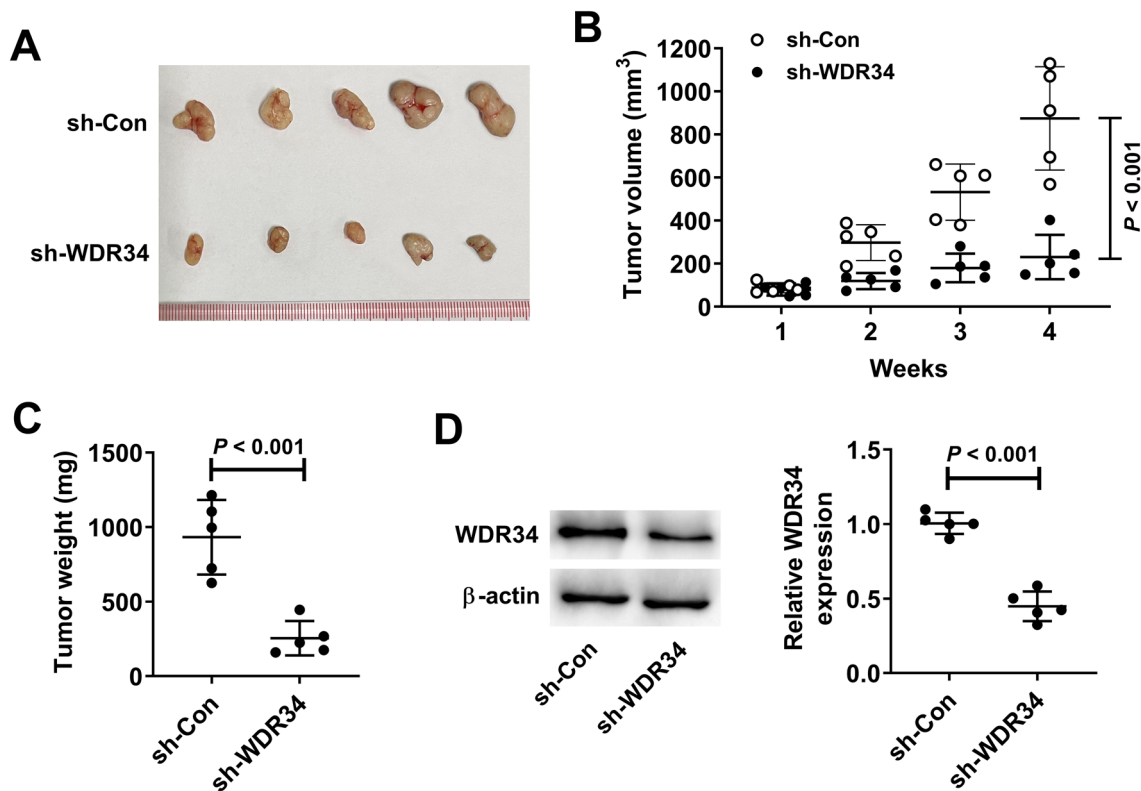 A
sh-Con
sh-WDR34
B
sh-Con
sh-WDR34
Tumor volume (mm³)
1200
1000
800
600
400
200
0
1 2 3 4
Weeks
P < 0.001
C
Tumor weight (mg)
1500
1000
500
0
P < 0.001
sh-Con
sh-WDR34
D
WDR34
β-actin
sh-Con
sh-WDR34
Relative WDR34
expression
1.5
1.0
0.5
0.0
P < 0.001
sh-Con
sh-WDR34